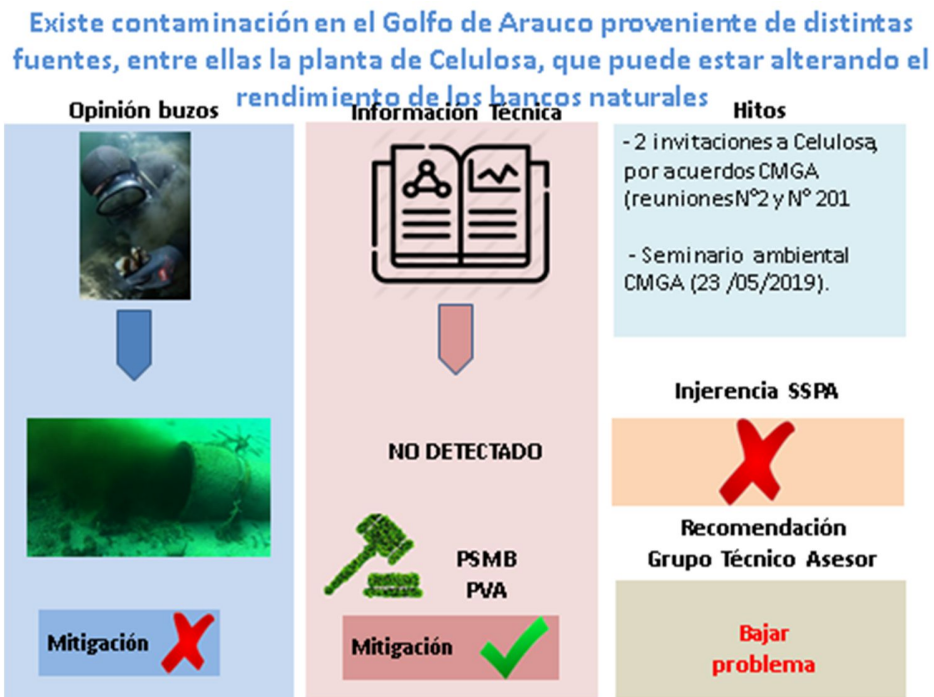 Existe contaminación en el Golfo de Arauco proveniente de distintas
fuentes, entre ellas la planta de Celulosa, que puede estar alterando el
rendimiento de los bancos naturales
Opinión buzos
Mitigación
Información Técnica
NO DETECTADO
PSMB
PVA
Mitigación
Hitos
- 2 invitaciones a Celulosa,
por acuerdos CMGA
(reuniones N°2 y N° 201
- Seminario ambiental
CMGA (23 /05/2019).
Injerencia SSPA
Recomendación
Grupo Técnico Asesor
Bajar
problema